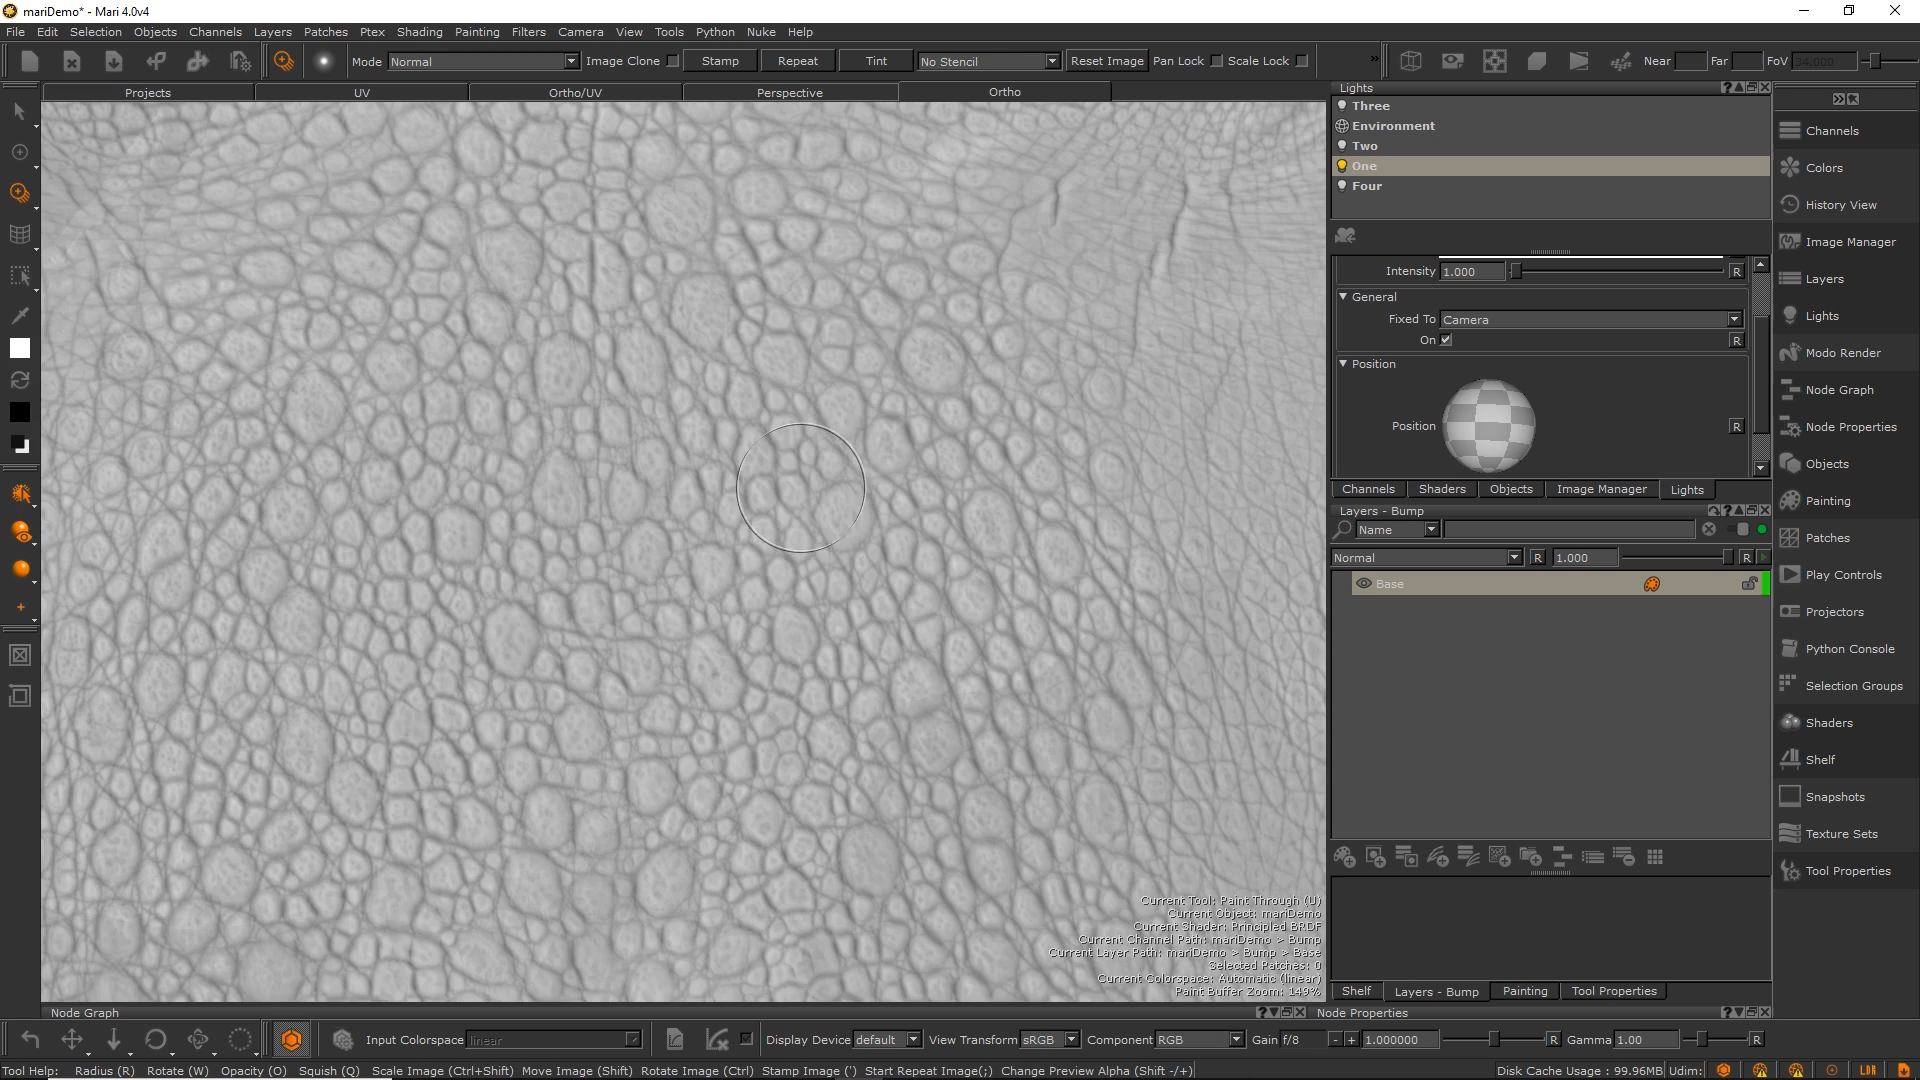 mariDemo* - Mari 4.0v4
File Edit Selection Objects Channels Layers Patches Ptex Shading Painting Filters Camera View Tools Python Nuke Help
Mode Normal Image Clone Stamp Repeat Tint No Stencil Reset Image Pan Lock Scale Lock » Near Far FoV 34.000
Projects UV Ortho/UV Perspective Ortho
Lights
Three
Environment
Two
One
Four
Intensity 1.000 R
General
Fixed To Camera
On R
Position
Position R
Channels Shaders Objects Image Manager Lights
Layers - Bump
Name
Normal R 1.000 R
Base
Current Tool: Paint Through (U)
Current Object: mariDemo
Current Shader: Principled BRDF
Current Channel Path: mariDemo > Bump
Current Layer Path: mariDemo > Bump > Base
Selected Patches: 0
Current Colorspace: Automatic (linear)
Paint Buffer Zoom: 149%
Shelf Layers - Bump Painting Tool Properties
Channels
Colors
History View
Image Manager
Layers
Lights
Modo Render
Node Graph
Node Properties
Objects
Painting
Patches
Play Controls
Projectors
Python Console
Selection Groups
Shaders
Shelf
Snapshots
Texture Sets
Tool Properties
Node Graph Node Properties
Input Colorspace linear Display Device default View Transform sRGB Component RGB Gain f/8 - + 1.000000 R Gamma 1.00 R
Tool Help: Radius (R) Rotate (W) Opacity (O) Squish (Q) Scale Image (Ctrl+Shift) Move Image (Shift) Rotate Image (Ctrl) Stamp Image (') Start Repeat Image(;) Change Preview Alpha (Shift -/+) Disk Cache Usage : 99.96MB Udim: LDR